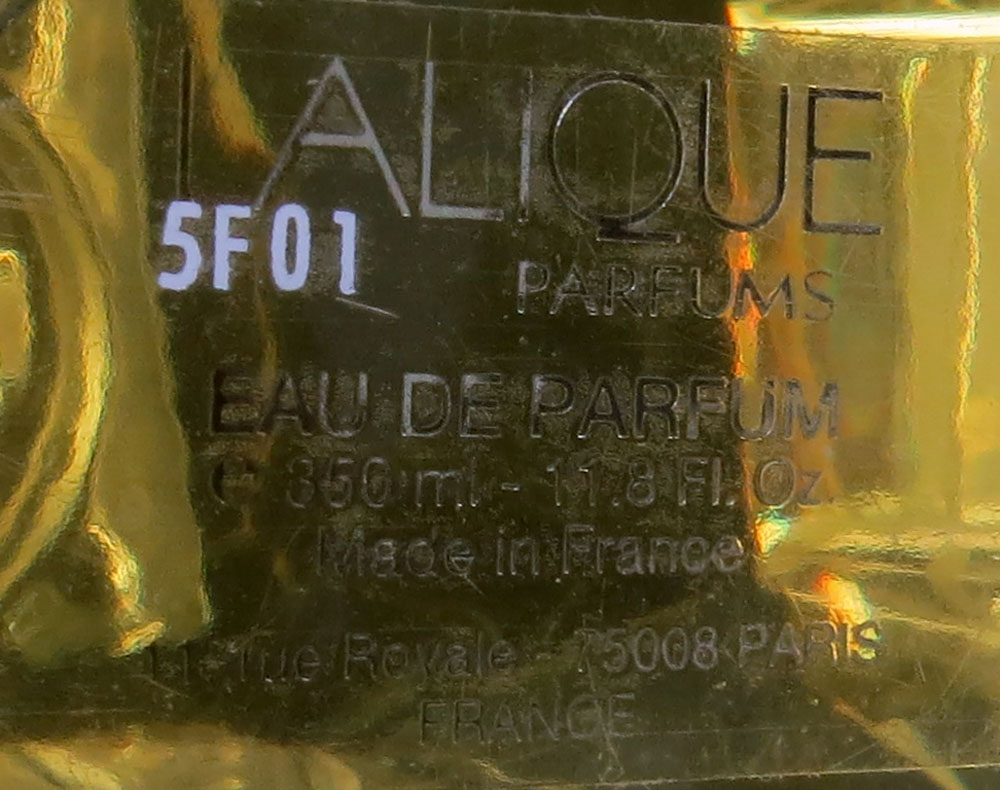 LALIQUE
5F01
PARFUMS
EAU DE PARFUM
℮ 350 ml - 11.8 Fl. Oz.
Made in France
11, rue Royale - 75008 PARIS
FRANCE